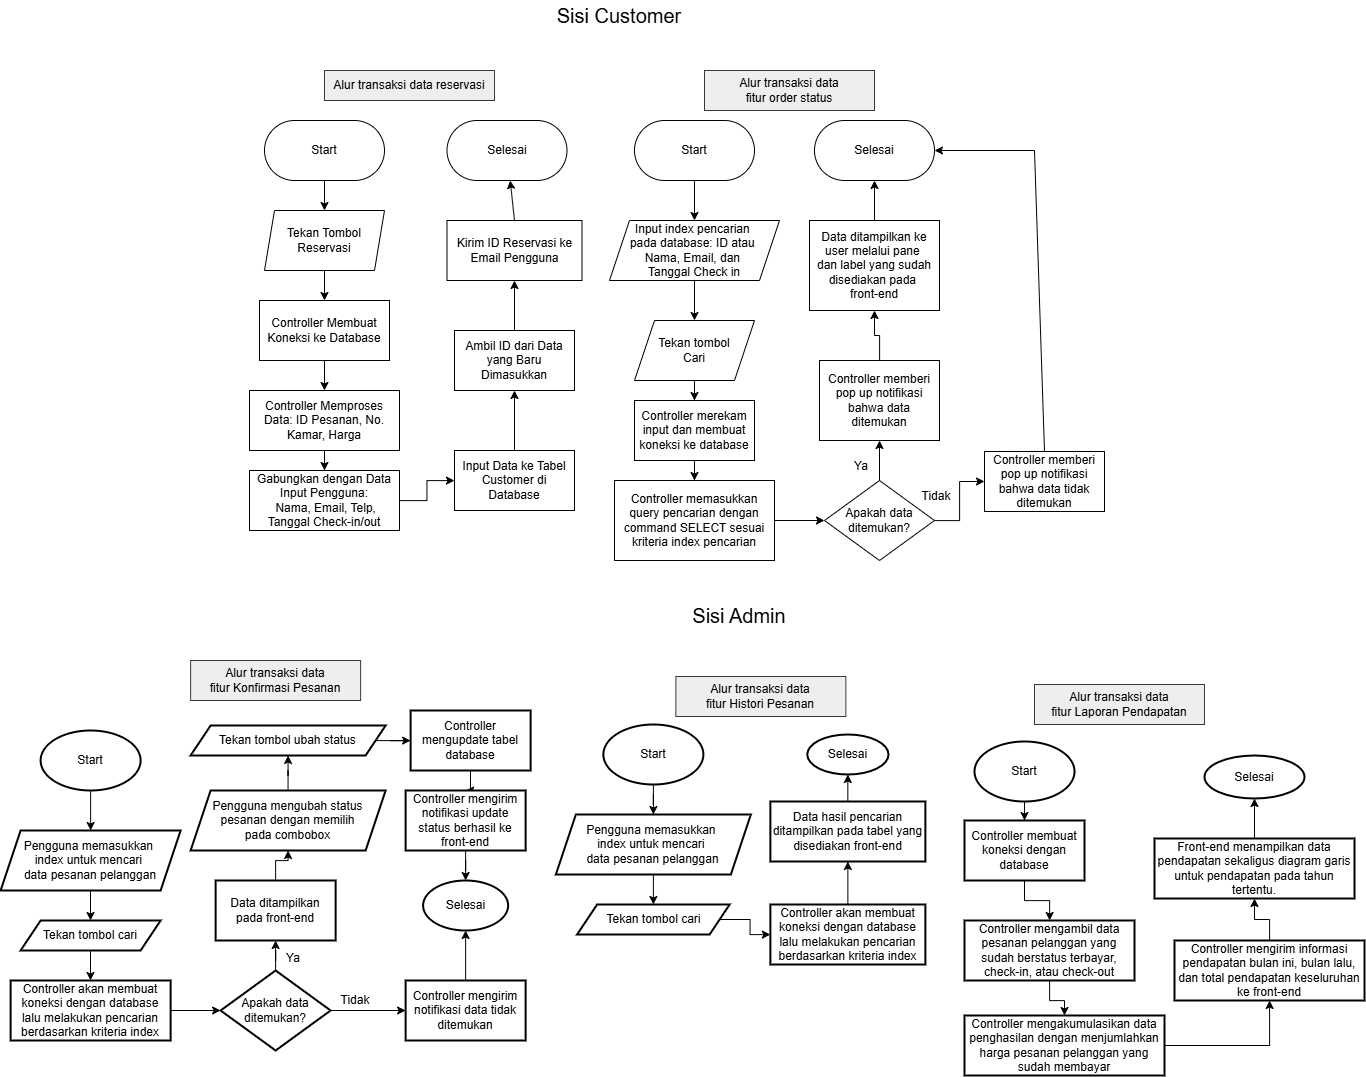 Sisi Customer
Alur transaksi data reservasi
Start
Tekan Tombol
Reservasi
Controller Membuat
Koneksi ke Database
Controller Memproses
Data: ID Pesanan, No.
Kamar, Harga
Gabungkan dengan Data
Input Pengguna:
Nama, Email, Telp,
Tanggal Check-in/out
Input Data ke Tabel
Customer di
Database
Ambil ID dari Data
yang Baru
Dimasukkan
Kirim ID Reservasi ke
Email Pengguna
Selesai
Alur transaksi data
fitur order status
Start
Input index pencarian
pada database: ID atau
Nama, Email, dan
Tanggal Check in
Tekan tombol
Cari
Controller merekam
input dan membuat
koneksi ke database
Controller memasukkan
query pencarian dengan
command SELECT sesuai
kriteria index pencarian
Apakah data
ditemukan?
Ya
Tidak
Controller memberi
pop up notifikasi
bahwa data
ditemukan
Data ditampilkan ke
user melalui pane
dan label yang sudah
disediakan pada
front-end
Selesai
Controller memberi
pop up notifikasi
bahwa data tidak
ditemukan
Sisi Admin
Alur transaksi data
fitur Konfirmasi Pesanan
Start
Pengguna memasukkan
index untuk mencari
data pesanan pelanggan
Tekan tombol cari
Controller akan membuat
koneksi dengan database
lalu melakukan pencarian
berdasarkan kriteria index
Apakah data
ditemukan?
Ya
Tidak
Data ditampilkan
pada front-end
Pengguna mengubah status
pesanan dengan memilih
pada combobox
Tekan tombol ubah status
Controller
mengupdate tabel
database
Controller mengirim
notifikasi update
status berhasil ke
front-end
Selesai
Controller mengirim
notifikasi data tidak
ditemukan
Alur transaksi data
fitur Histori Pesanan
Start
Pengguna memasukkan
index untuk mencari
data pesanan pelanggan
Tekan tombol cari
Controller akan membuat
koneksi dengan database
lalu melakukan pencarian
berdasarkan kriteria index
Data hasil pencarian
ditampilkan pada tabel yang
disediakan front-end
Selesai
Alur transaksi data
fitur Laporan Pendapatan
Start
Controller membuat
koneksi dengan
database
Controller mengambil data
pesanan pelanggan yang
sudah berstatus terbayar,
check-in, atau check-out
Controller mengakumulasikan data
penghasilan dengan menjumlahkan
harga pesanan pelanggan yang
sudah membayar
Controller mengirim informasi
pendapatan bulan ini, bulan lalu,
dan total pendapatan keseluruhan
ke front-end
Front-end menampilkan data
pendapatan sekaligus diagram garis
untuk pendapatan pada tahun
tertentu.
Selesai